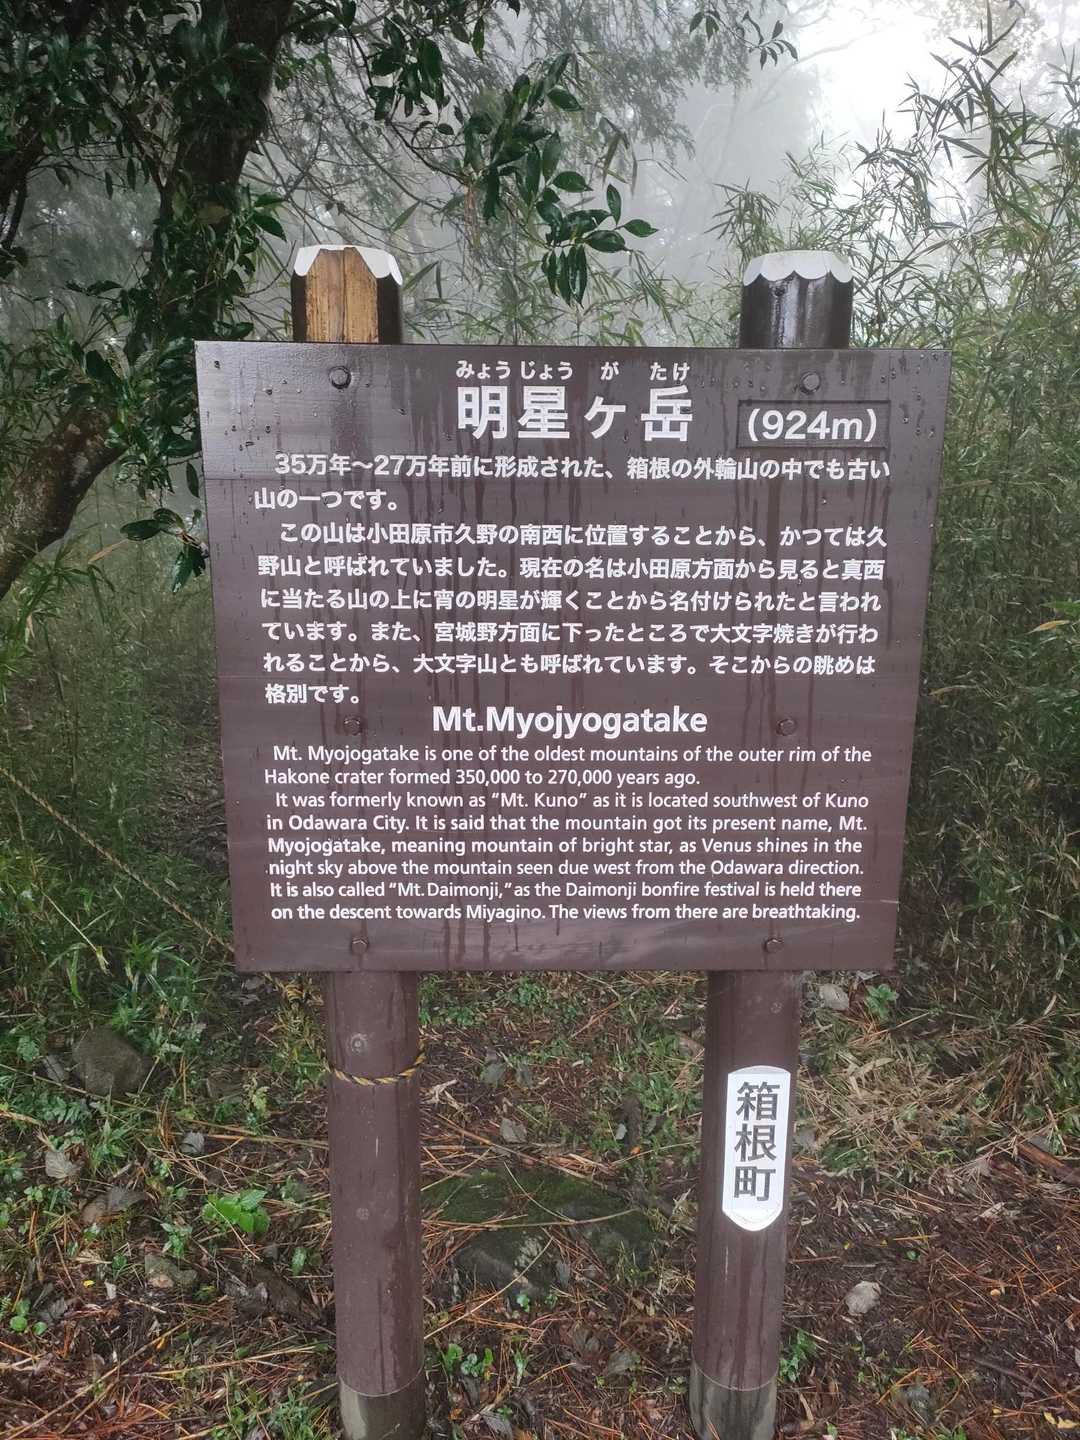 みょうじょう が たけ
明星ヶ岳 (924m)
35万年～27万年前に形成された、箱根の外輪山の中でも古い
山の一つです。
この山は小田原市久野の南西に位置することから、かつては久
野山と呼ばれていました。現在の名は小田原方面から見ると真西
に当たる山の上に宵の明星が輝くことから名付けられたと言われ
ています。また、宮城野方面に下ったところで大文字焼きが行わ
れることから、大文字山とも呼ばれています。そこからの眺めは
格別です。
Mt.Myojyogatake
Mt. Myojogatake is one of the oldest mountains of the outer rim of the
Hakone crater formed 350,000 to 270,000 years ago.
It was formerly known as "Mt. Kuno" as it is located southwest of Kuno
in Odawara City. It is said that the mountain got its present name, Mt.
Myojogatake, meaning mountain of bright star, as Venus shines in the
night sky above the mountain seen due west from the Odawara direction.
It is also called "Mt. Daimonji," as the Daimonji bonfire festival is held there
on the descent towards Miyagino. The views from there are breathtaking.
箱根町